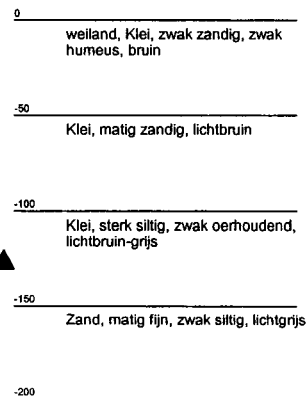 0
weiland, Klei, zwak zandig, zwak
humeus, bruin
-50
Klei, matig zandig, lichtbruin
-100
Klei, sterk siltig, zwak oerhoudend,
lichtbruin-grijs
-150
Zand, matig fijn, zwak siltig, lichtgrijs
-200